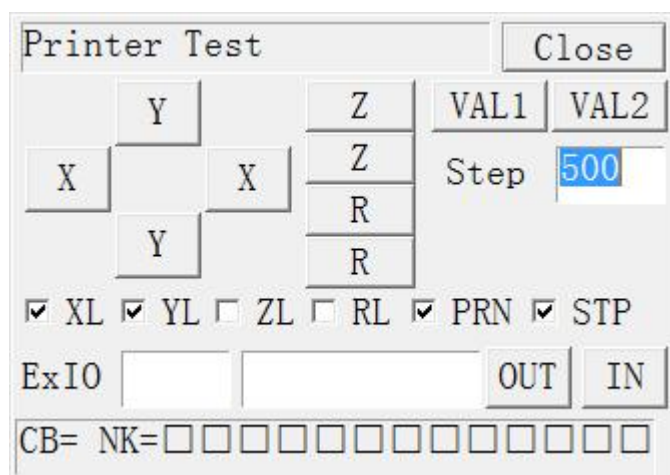 Printer Test Close
Y Z VAL1 VAL2
X X Z Step 500
R
Y R
XL YL ZL RL PRN STP
ExIO OUT IN
CB= NK=□□□□□□□□□□□□□